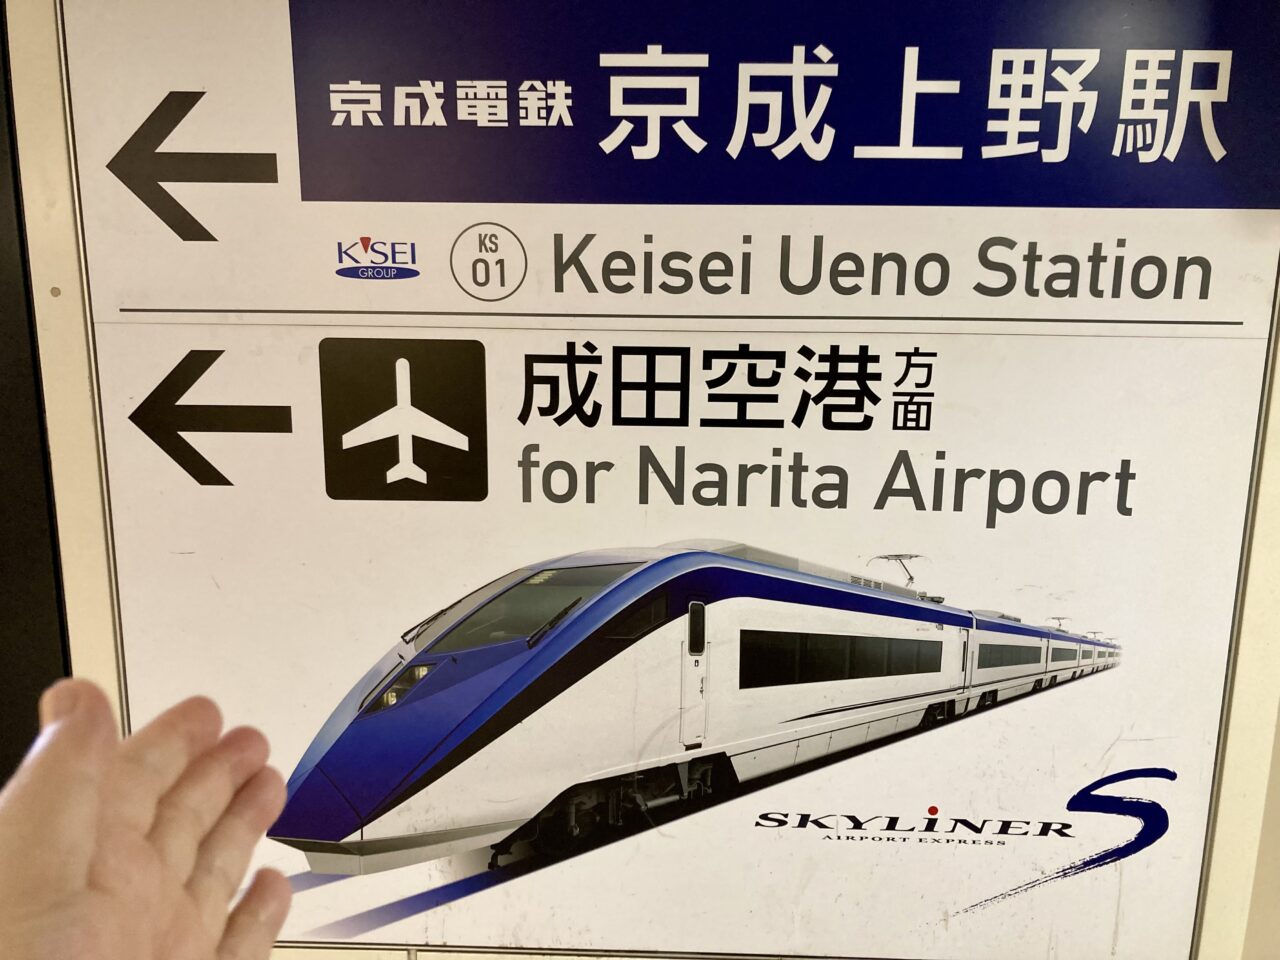 京成電鉄 京成上野駅
K'SEI GROUP KS 01 Keisei Ueno Station
成田空港方面
for Narita Airport
SKYLiNER S
AIRPORT EXPRESS